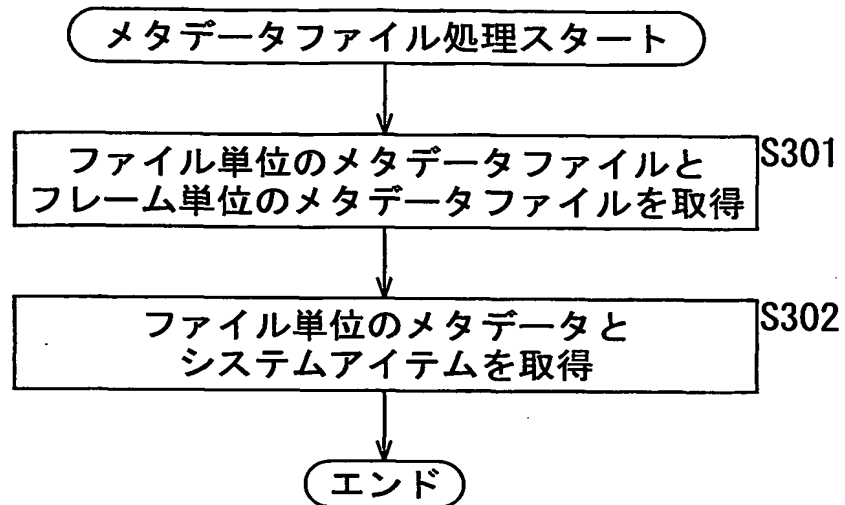 メタデータファイル処理スタート
ファイル単位のメタデータファイルと
フレーム単位のメタデータファイルを取得
S301
ファイル単位のメタデータと
システムアイテムを取得
S302
エンド